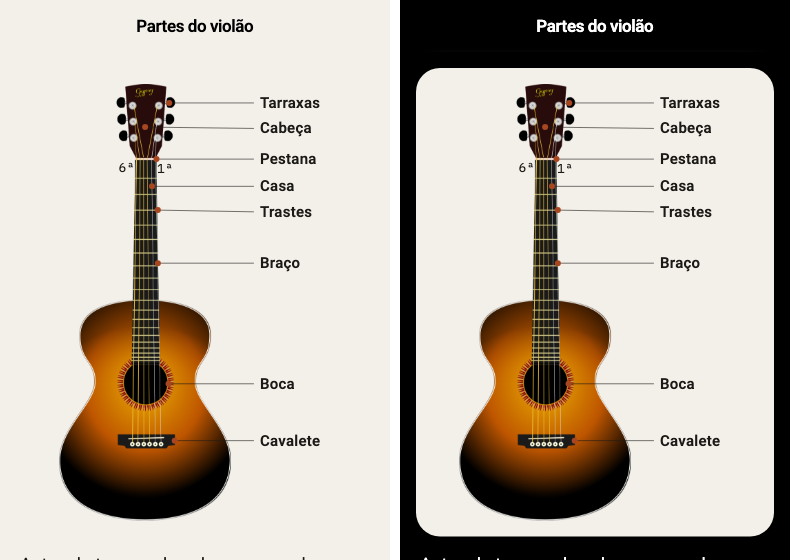 Partes do violão
Tarraxas
Cabeça
Pestana
6ª 1ª
Casa
Trastes
Braço
Boca
Cavalete
Partes do violão
Tarraxas
Cabeça
Pestana
6ª 1ª
Casa
Trastes
Braço
Boca
Cavalete